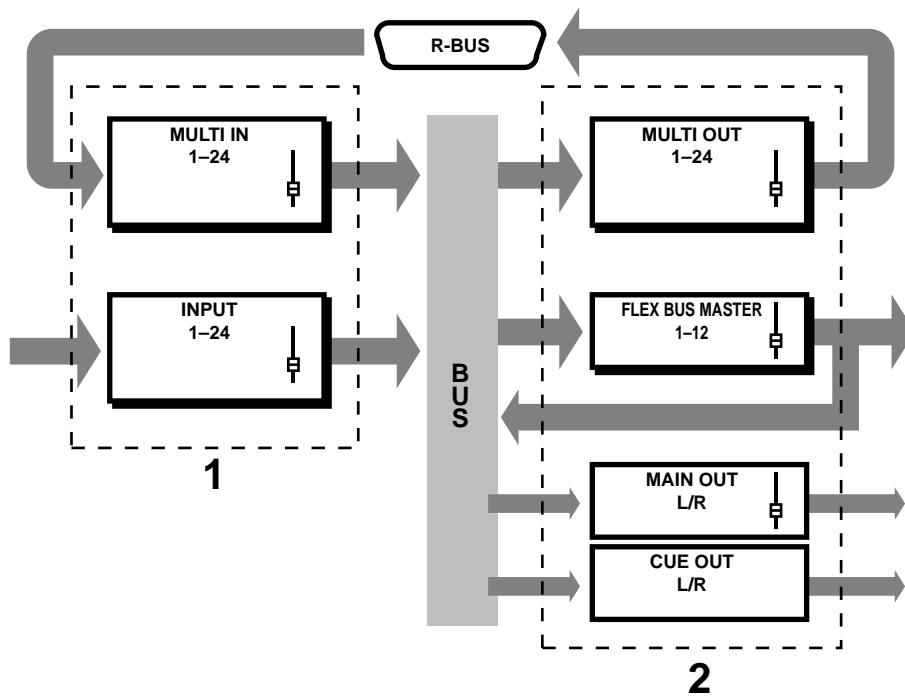 R-BUS
MULTI IN
1–24
INPUT
1–24
1
BUS
MULTI OUT
1–24
FLEX BUS MASTER
1–12
MAIN OUT
L/R
CUE OUT
L/R
2